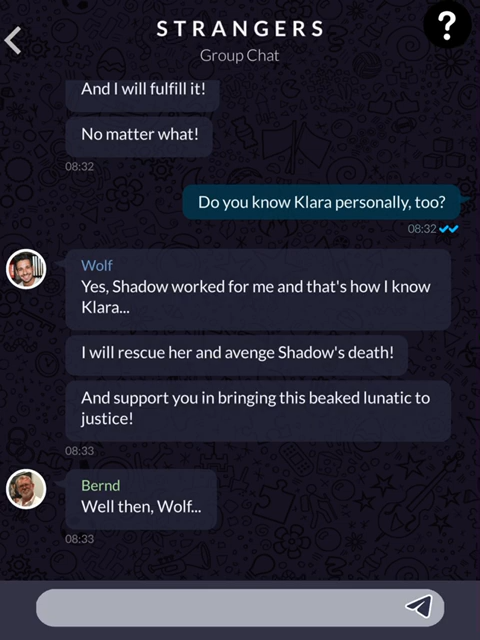 STRANGERS
?
Group Chat
And I will fulfill it!
No matter what!
08:32
Do you know Klara personally, too?
08:32
Wolf
Yes, Shadow worked for me and that's how I know
Klara...
I will rescue her and avenge Shadow's death!
And support you in bringing this beaked lunatic to
justice!
08:33
Bernd
Well then, Wolf...
08:33